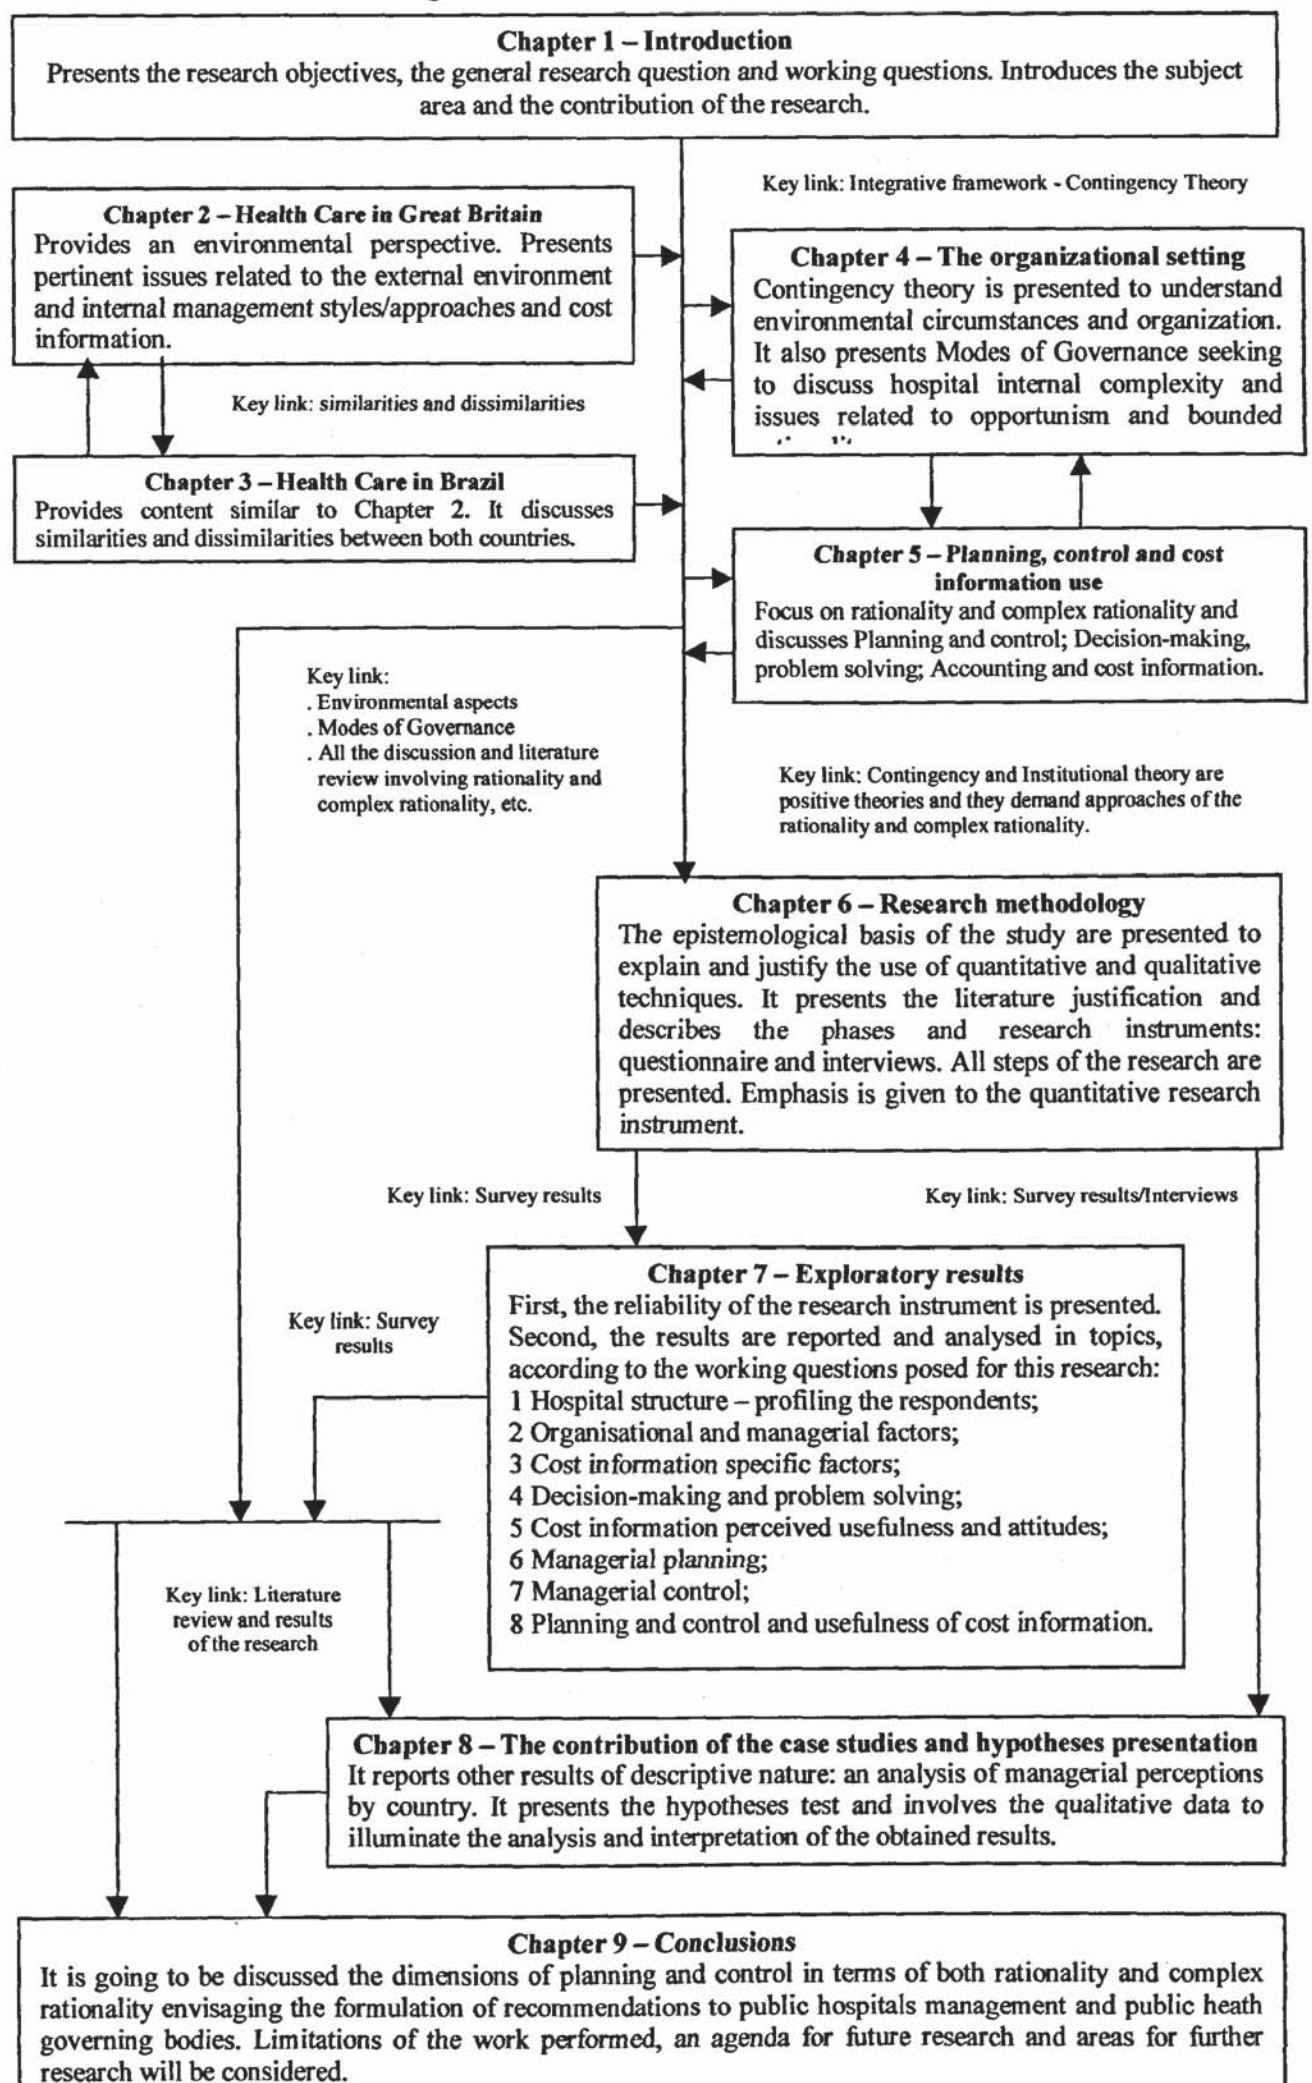 Chapter 1 – Introduction
Presents the research objectives, the general research question and working questions. Introduces the subject
area and the contribution of the research.
Key link: Integrative framework - Contingency Theory
Chapter 2 – Health Care in Great Britain
Provides an environmental perspective. Presents
pertinent issues related to the external environment
and internal management styles/approaches and cost
information.
Chapter 4 – The organizational setting
Contingency theory is presented to understand
environmental circumstances and organization.
It also presents Modes of Governance seeking
to discuss hospital internal complexity and
issues related to opportunism and bounded
Key link: similarities and dissimilarities
Chapter 3 – Health Care in Brazil
Provides content similar to Chapter 2. It discusses
similarities and dissimilarities between both countries.
Chapter 5 – Planning, control and cost
information use
Focus on rationality and complex rationality and
discusses Planning and control; Decision-making,
problem solving; Accounting and cost information.
Key link:
. Environmental aspects
. Modes of Governance
. All the discussion and literature
review involving rationality and
complex rationality, etc.
Key link: Contingency and Institutional theory are
positive theories and they demand approaches of the
rationality and complex rationality.
Chapter 6 – Research methodology
The epistemological basis of the study are presented to
explain and justify the use of quantitative and qualitative
techniques. It presents the literature justification and
describes the phases and research instruments:
questionnaire and interviews. All steps of the research are
presented. Emphasis is given to the quantitative research
instrument.
Key link: Survey results
Key link: Survey results/Interviews
Chapter 7 – Exploratory results
First, the reliability of the research instrument is presented.
Second, the results are reported and analysed in topics,
according to the working questions posed for this research:
1 Hospital structure – profiling the respondents;
2 Organisational and managerial factors;
3 Cost information specific factors;
4 Decision-making and problem solving;
5 Cost information perceived usefulness and attitudes;
6 Managerial planning;
7 Managerial control;
8 Planning and control and usefulness of cost information.
Key link: Survey
results
Key link: Literature
review and results
of the research
Chapter 8 – The contribution of the case studies and hypotheses presentation
It reports other results of descriptive nature: an analysis of managerial perceptions
by country. It presents the hypotheses test and involves the qualitative data to
illuminate the analysis and interpretation of the obtained results.
Chapter 9 – Conclusions
It is going to be discussed the dimensions of planning and control in terms of both rationality and complex
rationality envisaging the formulation of recommendations to public hospitals management and public heath
governing bodies. Limitations of the work performed, an agenda for future research and areas for further
research will be considered.